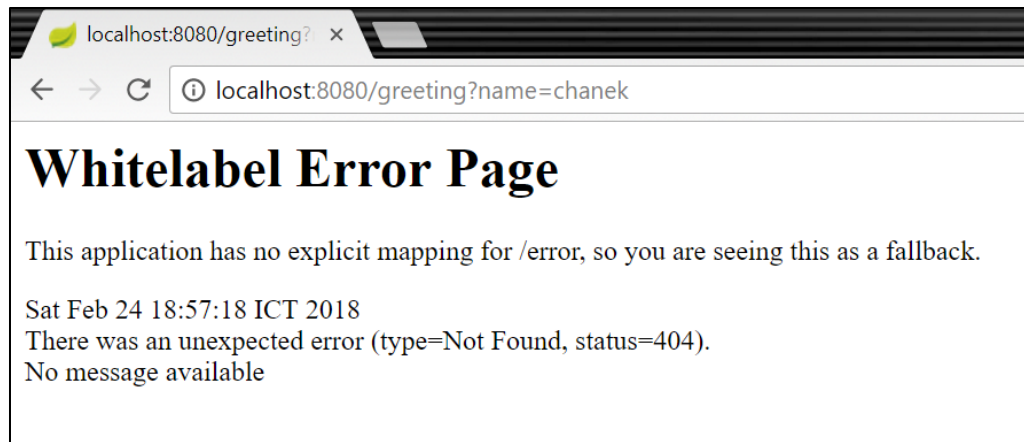 localhost:8080/greeting?
localhost:8080/greeting?name=chanek
Whitelabel Error Page
This application has no explicit mapping for /error, so you are seeing this as a fallback.
Sat Feb 24 18:57:18 ICT 2018
There was an unexpected error (type=Not Found, status=404).
No message available